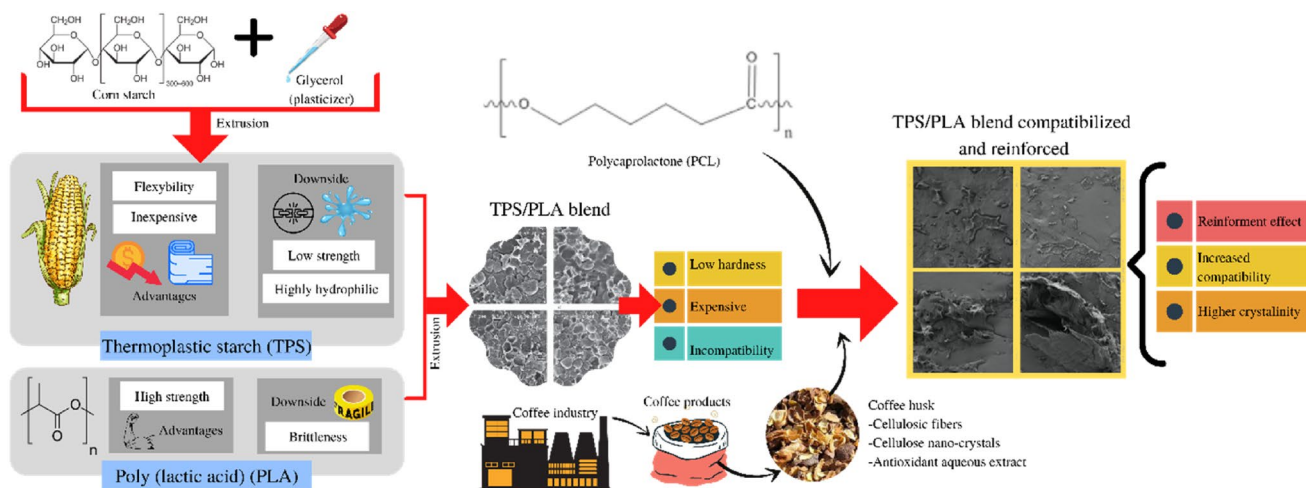 CH₂OH
CH₂OH
CH₂OH
O
O
O
OH
OH
OH
HO
O
O
OH
OH
OH
OH
300-600
Corn starch
Glycerol
(plasticizer)
Extrusion
Flexybility
Inexpensive
$
Advantages
Downside
Low strength
Highly hydrophilic
Thermoplastic starch (TPS)
O
O
n
High strength
Advantages
Downside
FRAGILE
Brittleness
Poly (lactic acid) (PLA)
Extrusion
TPS/PLA blend
Low hardness
Expensive
Incompatibility
O
O
C
n
Polycaprolactone (PCL)
Coffee industry
Coffee products
Coffee husk
-Cellosic fibers
-Cellulose nano-crystals
-Antioxidant aqueous extract
TPS/PLA blend compatibilized
and reinforced
Reinforment effect
Increased
compatibility
Higher crystalinity